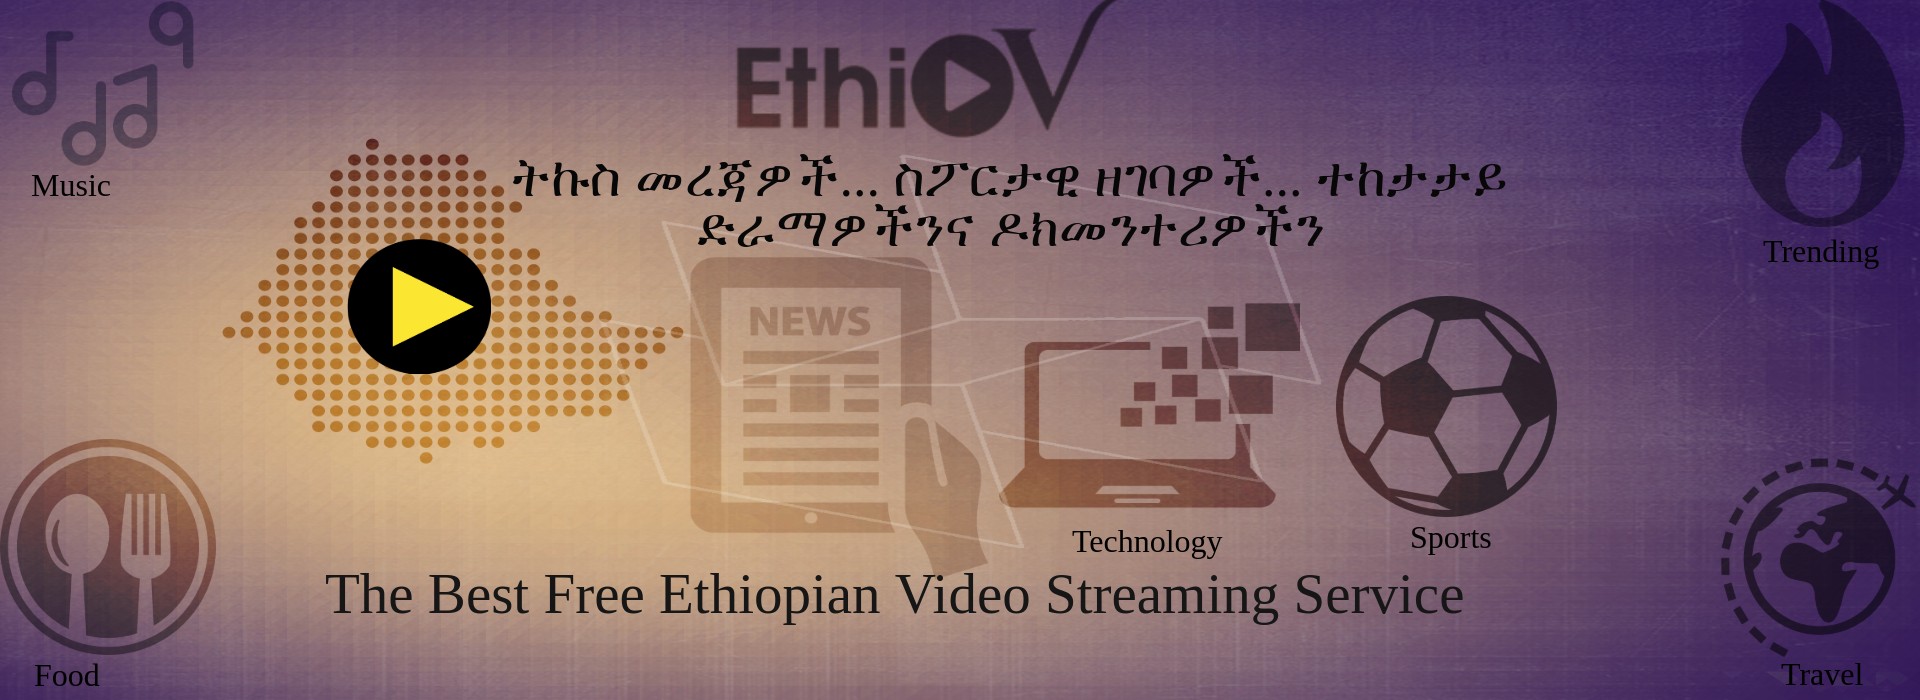 EthiOV
Music
ትኩስ መረጃዎች... ስፖርታዊ ዘገባዎች... ተከታታይ
ድራማዎችንና ዶክመንተሪዎችን
Trending
NEWS
Technology
Sports
The Best Free Ethiopian Video Streaming Service
Food
Travel